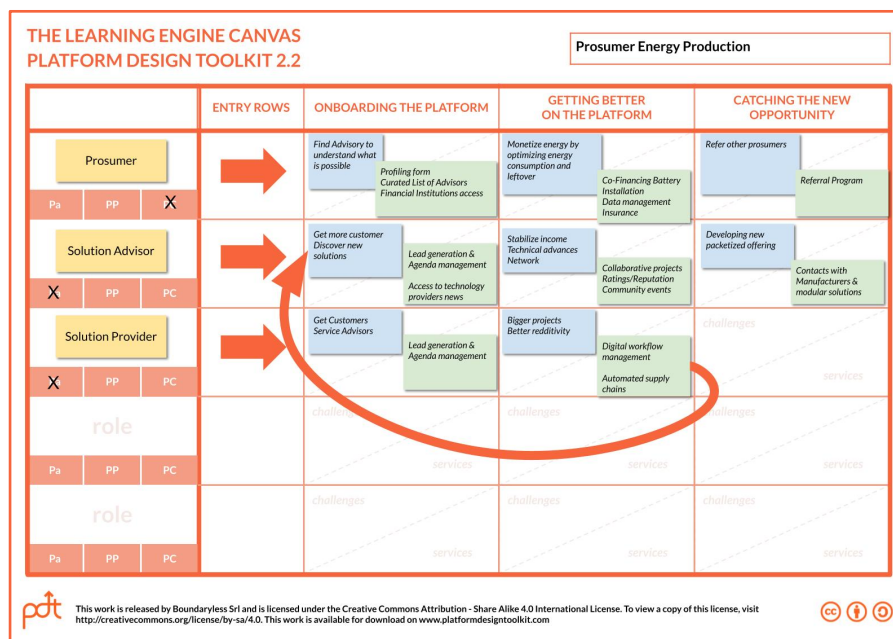 THE LEARNING ENGINE CANVAS
PLATFORM DESIGN TOOLKIT 2.2
Prosumer Energy Production
ENTRY ROWS
ONBOARDING THE PLATFORM
GETTING BETTER
ON THE PLATFORM
CATCHING THE NEW
OPPORTUNITY
Prosumer
Pa
PP
X
Find Advisory to
understand what
is possible
Profiling form
Curated List of Advisors
Financial Institutions access
Monetize energy by
optimizing energy
consumption and
leftover
Co-Financing Battery
Installation
Data management
Insurance
Refer other prosumers
Referral Program
Solution Advisor
X
PP
PC
Get more customer
Discover new
solutions
Lead generation &
Agenda management
Access to technology
providers news
Stabilize income
Technical advances
Network
Collaborative projects
Ratings/Reputation
Community events
Developing new
packetized offering
Contacts with
Manufacturers &
modular solutions
Solution Provider
X
PP
PC
Get Customers
Service Advisors
Lead generation &
Agenda management
Bigger projects
Better redditivity
Digital workflow
management
Automated supply
chains
challenges
services
role
Pa
PP
PC
challenges
services
challenges
services
challenges
services
role
Pa
PP
PC
challenges
services
challenges
services
challenges
services
pdt
This work is released by Boundaryless Srl and is licensed under the Creative Commons Attribution - Share Alike 4.0 International License. To view a copy of this license, visit
http://creativecommons.org/license/by-sa/4.0. This work is available for download on www.platformdesigntoolkit.com
cc